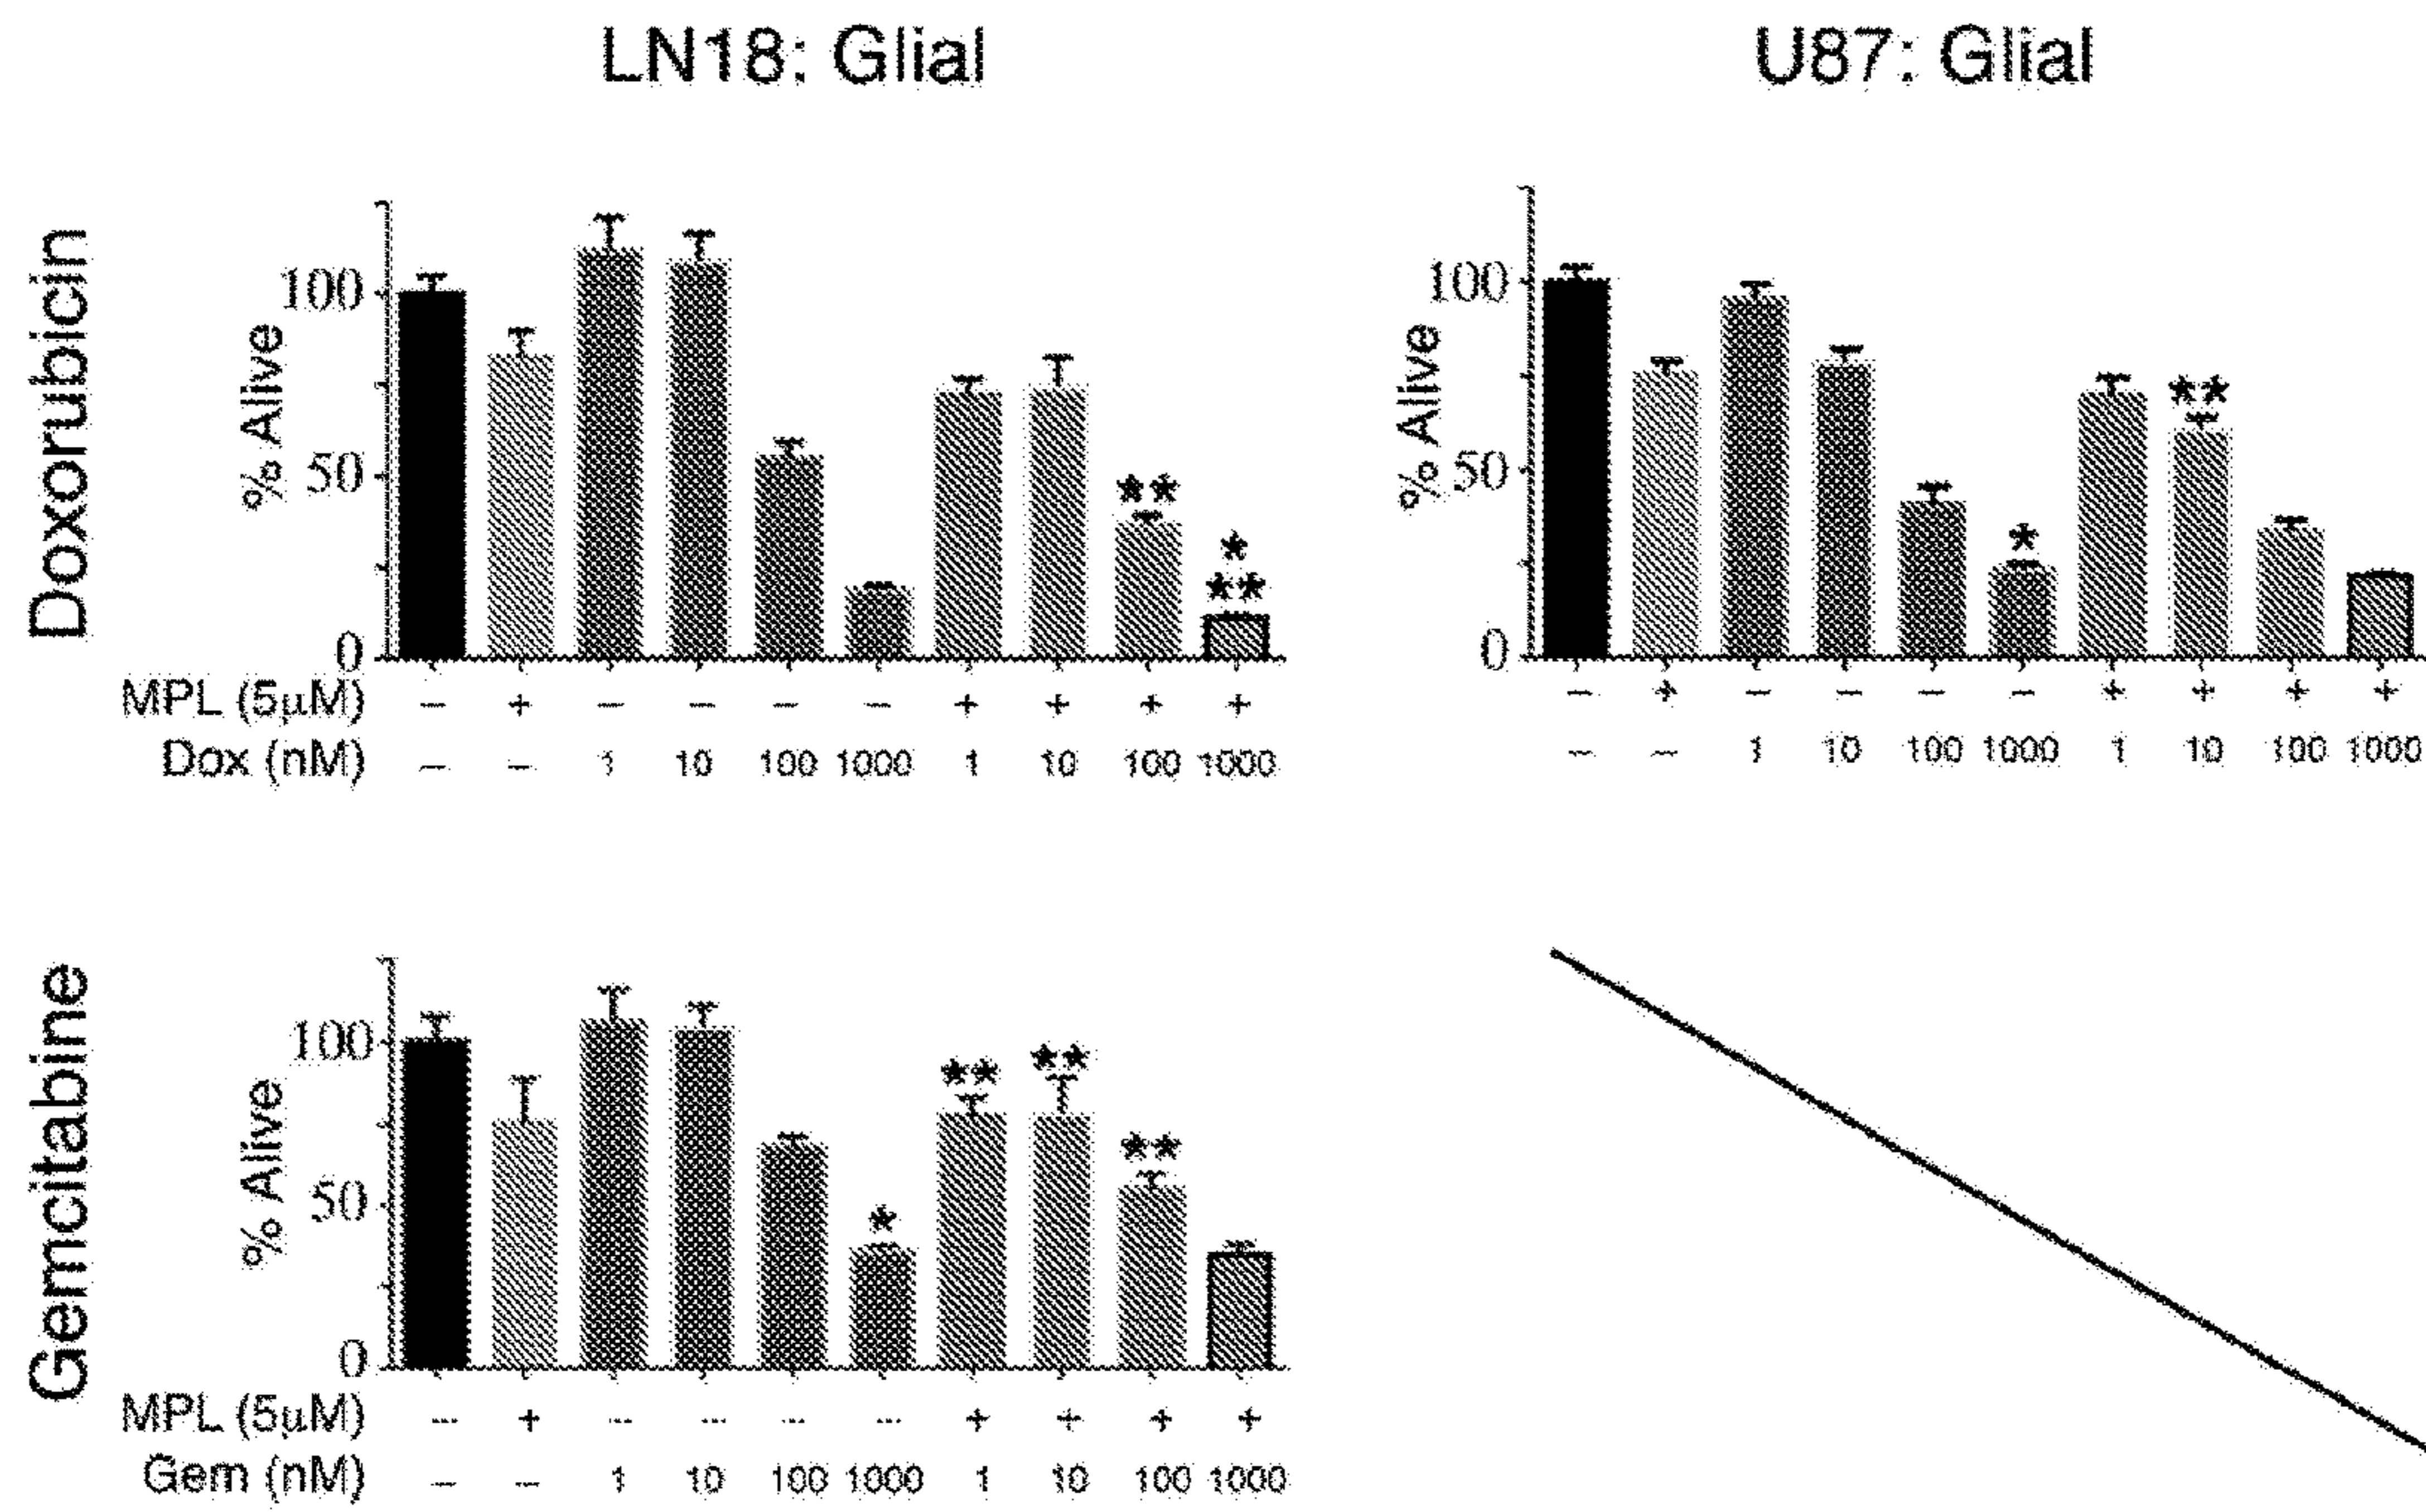 LN18: Glial
U87: Glial
Doxorubicin
% Alive
100
50
0
** * **
MPL (5µM) – + – – – – + + + +
Dox (nM) – – 1 10 100 1000 1 10 100 1000
% Alive
100
50
0
* **
– + – – – – + + + +
– – 1 10 100 1000 1 10 100 1000
Gemcitabine
% Alive
100
50
0
* ** ** **
MPL (5µM) – + – – – – + + + +
Gem (nM) – – 1 10 100 1000 1 10 100 1000